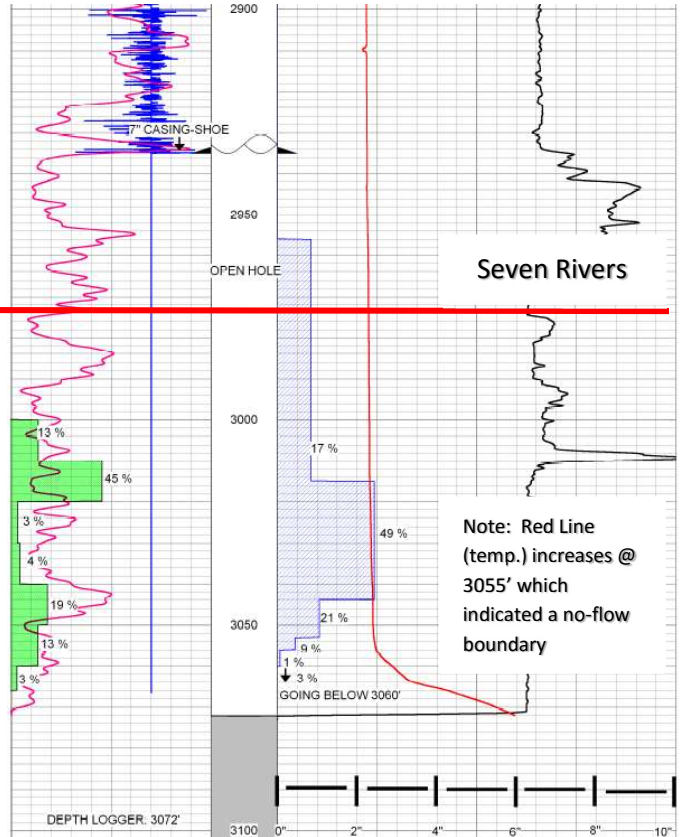 2900
7" CASING-SHOE
2950
OPEN HOLE
Seven Rivers
3000
13 %
17 %
45 %
3 %
49 %
Note: Red Line
(temp.) increases @
3055' which
indicated a no-flow
boundary
4 %
19 %
3050
21 %
13 %
9 %
1 %
3 %
3 %
GOING BELOW 3060'
DEPTH LOGGER: 3072'
3100
0"
2"
4"
6"
8"
10"